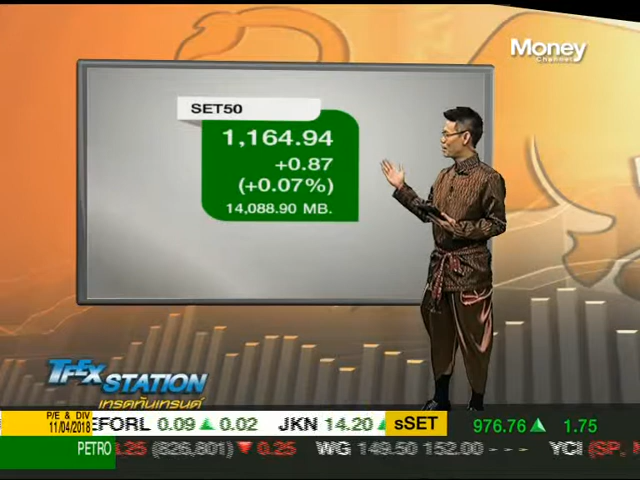 Money
Channel
SET50
1,164.94
+0.87
(+0.07%)
14,088.90 MB.
TFEX STATION
เทรดทันเทรนด์
P/E & DIV
11/04/2018
EFORL 0.09 ▲ 0.02 JKN 14.20 ▲ sSET 976.76 ▲ 1.75
PETRO .25 (826,801) ▼ 0.25 WG 149.50 152.00 - - - YCI (SP, N